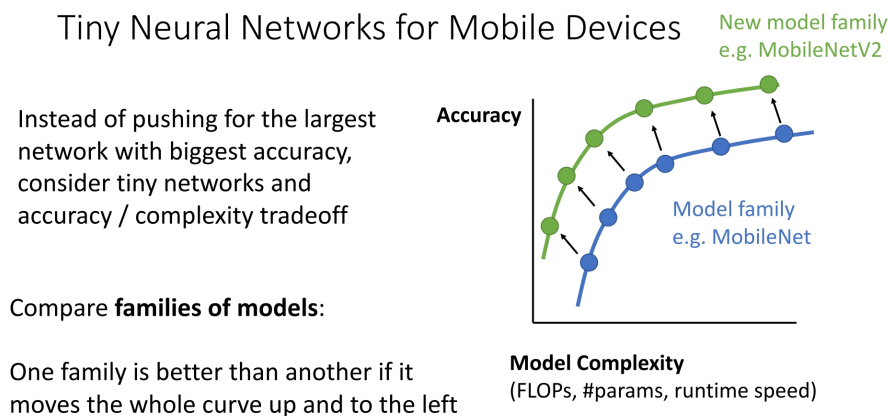 Tiny Neural Networks for Mobile Devices
New model family
e.g. MobileNetV2
Instead of pushing for the largest
network with biggest accuracy,
consider tiny networks and
accuracy / complexity tradeoff
Accuracy
Model family
e.g. MobileNet
Compare families of models:
One family is better than another if it
moves the whole curve up and to the left
Model Complexity
(FLOPs, #params, runtime speed)